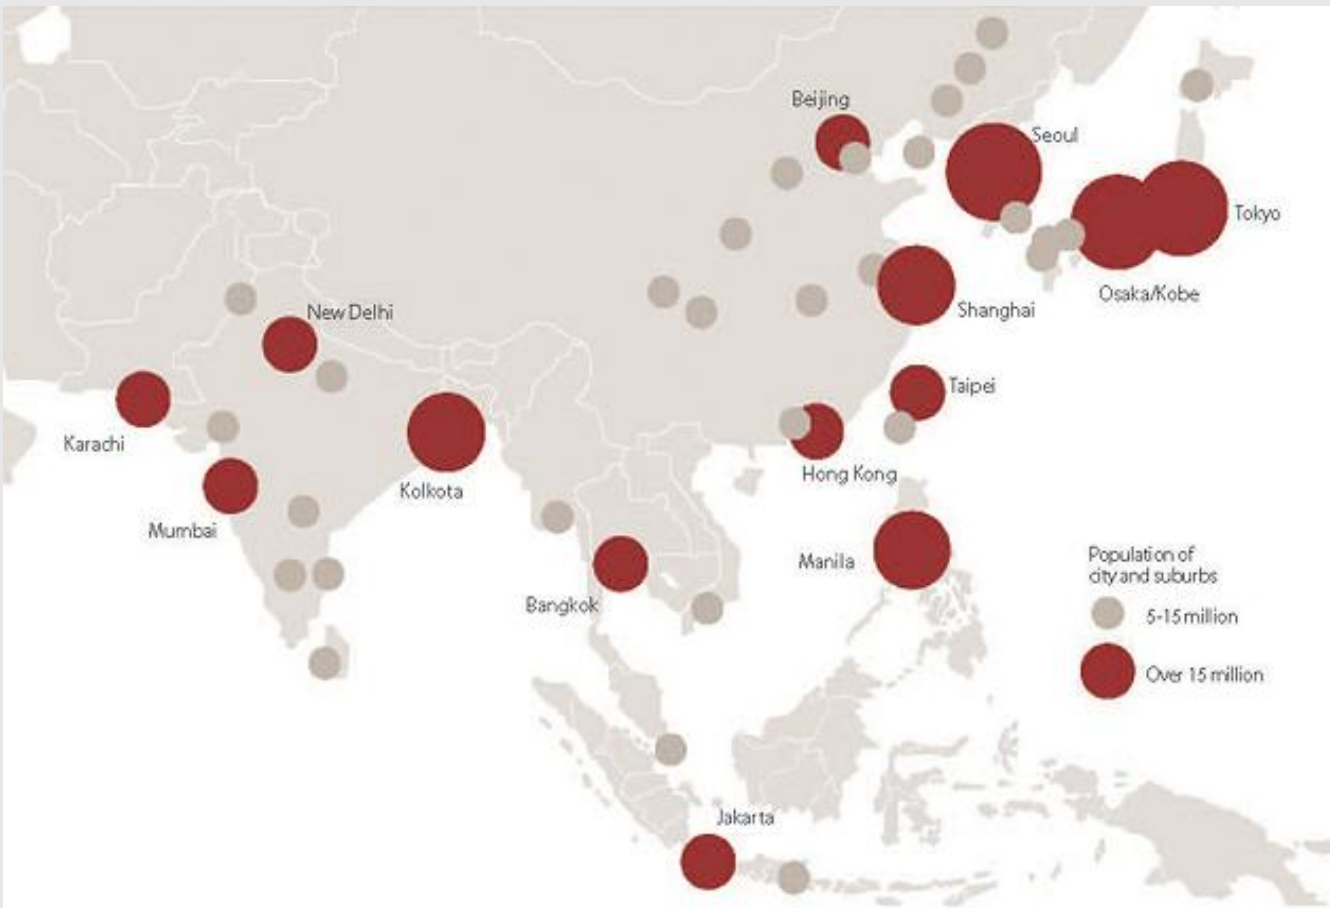 Beijing
Seoul
Tokyo
Osaka/Kobe
New Delhi
Shanghai
Taipei
Karachi
Hong Kong
Kolkota
Mumbai
Manila
Bangkok
Population of
city and suburbs
5-15 million
Over 15 million
Jakarta